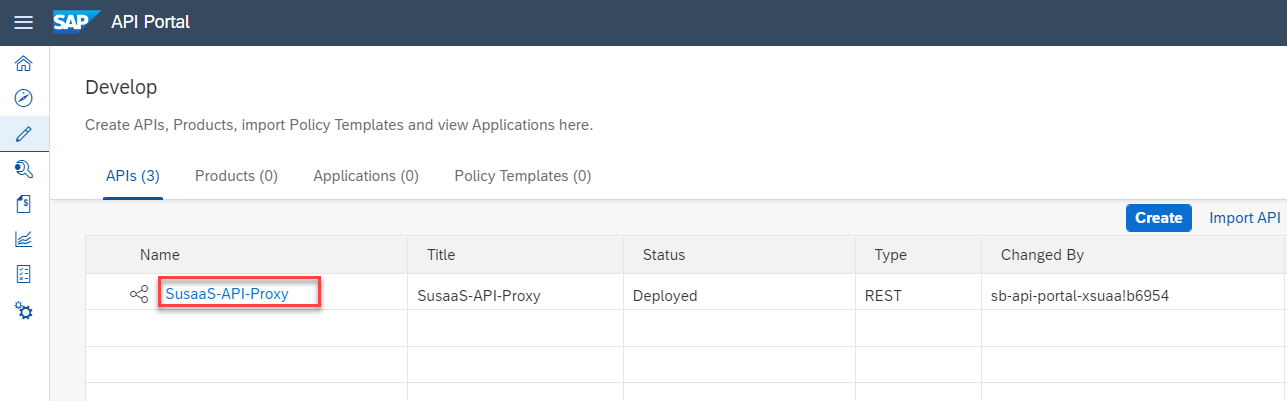 SAP API Portal
Develop
Create APIs, Products, import Policy Templates and view Applications here.
APIs (3) Products (0) Applications (0) Policy Templates (0)
Create Import API
Name Title Status Type Changed By
SusaaS-API-Proxy SusaaS-API-Proxy Deployed REST sb-api-portal-xsuaa!b6954